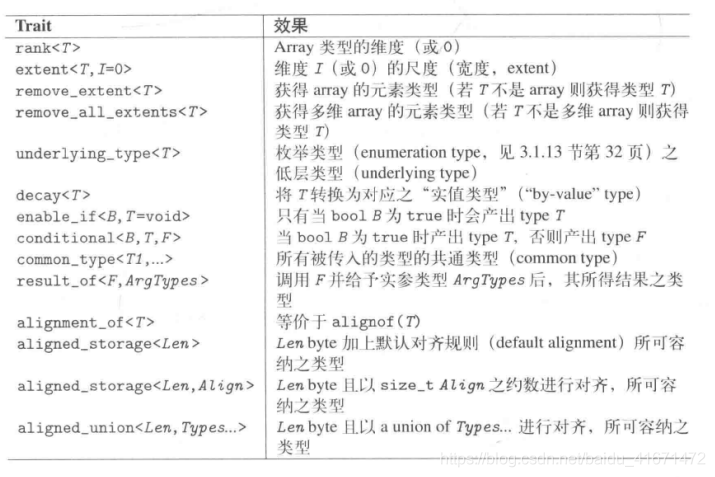 Trait 效果
rank<T> Array 类型的维度（或0）
extent<T,I=0> 维度 I（或 0）的尺度（宽度，extent）
remove_extent<T> 获得 array 的元素类型（若 T不是 array 则获得类型 T）
remove_all_extents<T> 获得多维 array 的元素类型（若 T不是多维 array 则获得
类型 T）
underlying_type<T> 枚举类型（enumeration type，见 3.1.13 节第 32 页）之
低层类型（underlying type）
decay<T> 将 T转换为对应之“实值类型”（“by-value” type）
enable_if<B,T=void> 只有当 bool B 为 true 时会产出 type T
conditional<B,T,F> 当 bool B 为 true 时产出 type T，否则产出 type F
common_type<T1,...> 所有被传入的类型的共通类型（common type）
result_of<F,ArgTypes> 调用 F 并给予实参类型 ArgTypes 后，其所得结果之类
型
alignment_of<T> 等价于 alignof(T)
aligned_storage<Len> Len byte 加上默认对齐规则（default alignment）所可容
纳之类型
aligned_storage<Len,Align> Len byte 且以 size_t Align 之约数进行对齐，所可容
纳之类型
aligned_union<Len,Types...> Len byte 且以 a union of Types... 进行对齐，所可容纳之
类型
https://blog.csdn.net/baidu_41671472